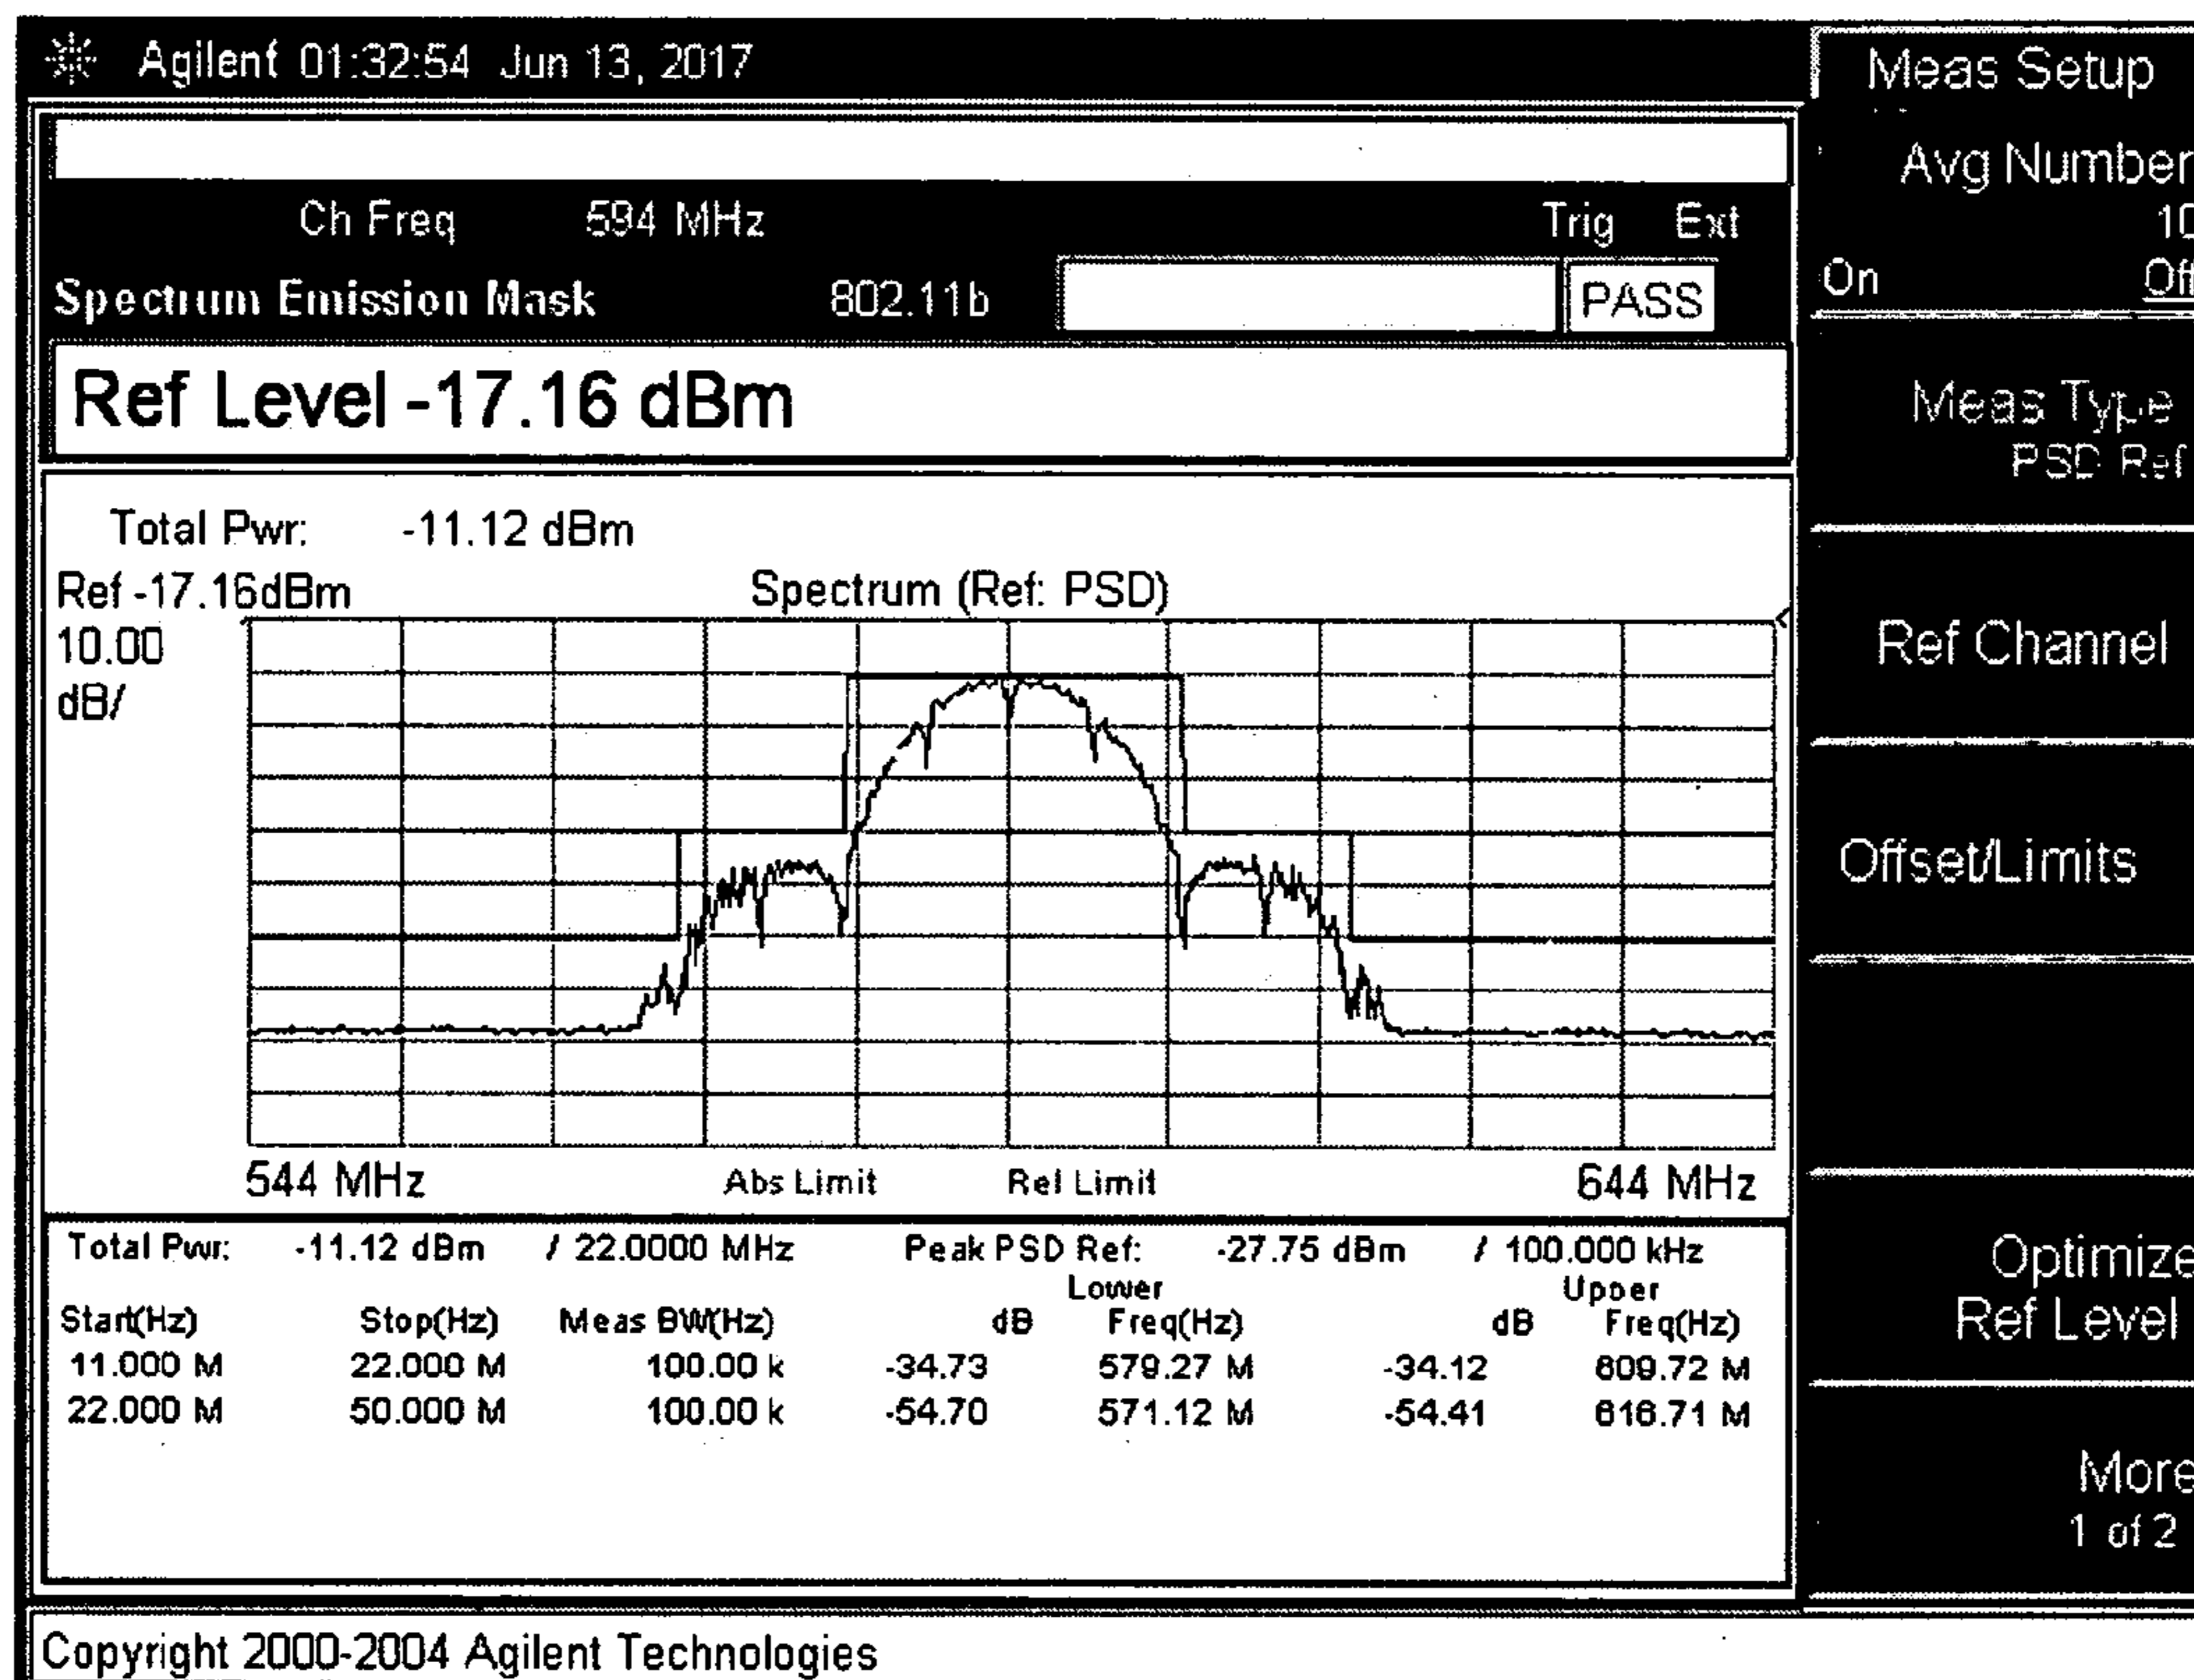 Agilent 01:32:54 Jun 13, 2017
Meas Setup
Avg Number
10
On Off
Ch Freq 594 MHz Trig Ext
Spectrum Emission Mask 802.11b PASS
Meas Type
PSD Ref
Ref Level -17.16 dBm
Total Pwr: -11.12 dBm
Ref -17.16dBm Spectrum (Ref: PSD)
10.00
dB/
Ref Channel
Offset/Limits
544 MHz Abs Limit Rel Limit 644 MHz
Total Pwr: -11.12 dBm / 22.0000 MHz Peak PSD Ref: -27.75 dBm / 100.000 kHz
Lower Upper
Start(Hz) Stop(Hz) Meas BW(Hz) dB Freq(Hz) dB Freq(Hz)
11.000 M 22.000 M 100.00 k -34.73 579.27 M -34.12 609.72 M
22.000 M 50.000 M 100.00 k -54.70 571.12 M -54.41 616.71 M
Optimize
Ref Level
More
1 of 2
Copyright 2000-2004 Agilent Technologies